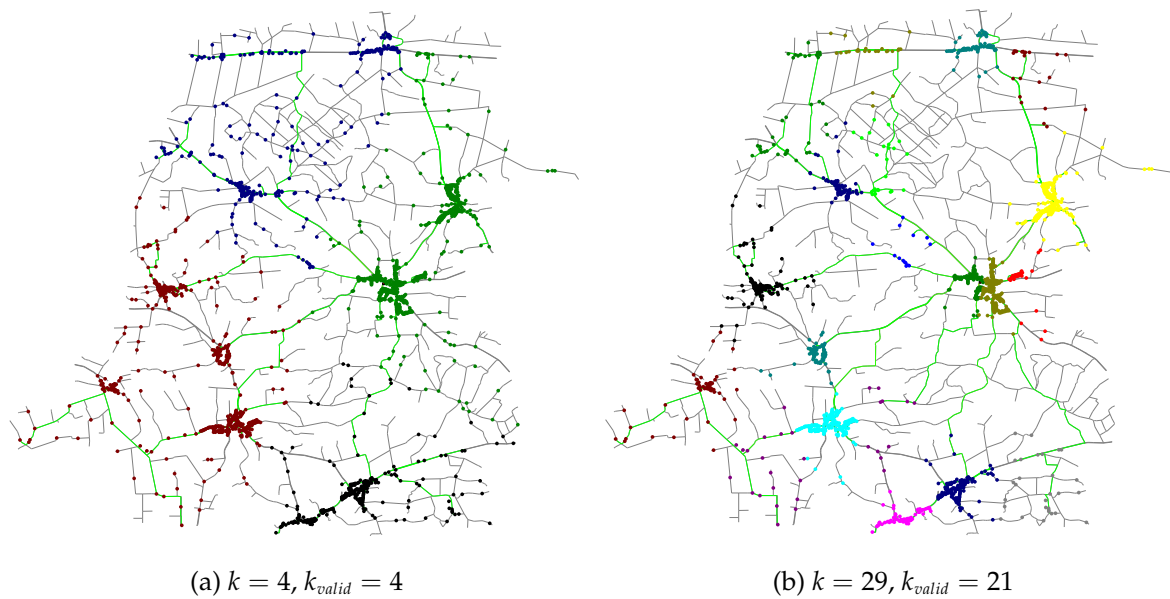 (a) k = 4, k_valid = 4
(b) k = 29, k_valid = 21